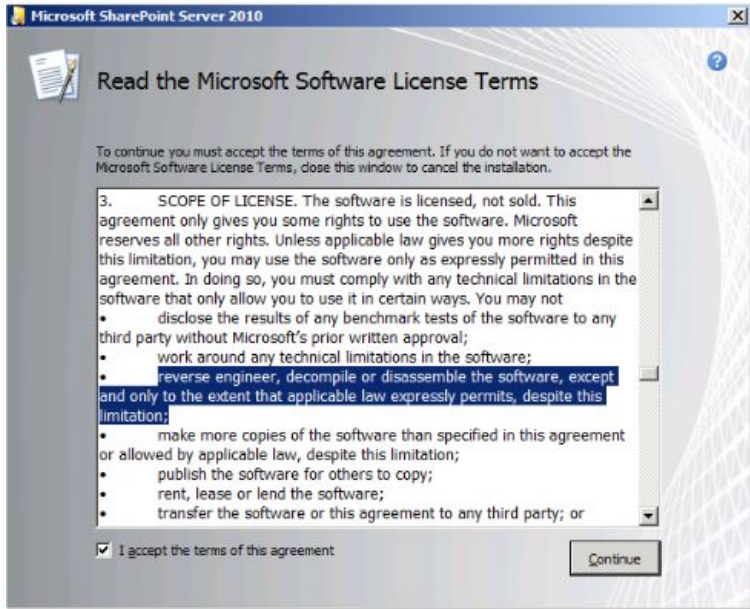 Microsoft SharePoint Server 2010
Read the Microsoft Software License Terms
To continue you must accept the terms of this agreement. If you do not want to accept the
Microsoft Software License Terms, close this window to cancel the installation.
3. SCOPE OF LICENSE. The software is licensed, not sold. This
agreement only gives you some rights to use the software. Microsoft
reserves all other rights. Unless applicable law gives you more rights despite
this limitation, you may use the software only as expressly permitted in this
agreement. In doing so, you must comply with any technical limitations in the
software that only allow you to use it in certain ways. You may not
• disclose the results of any benchmark tests of the software to any
third party without Microsoft's prior written approval;
• work around any technical limitations in the software;
• reverse engineer, decompile or disassemble the software, except
and only to the extent that applicable law expressly permits, despite this
limitation;
• make more copies of the software than specified in this agreement
or allowed by applicable law, despite this limitation;
• publish the software for others to copy;
• rent, lease or lend the software;
• transfer the software or this agreement to any third party; or
I accept the terms of this agreement
Continue